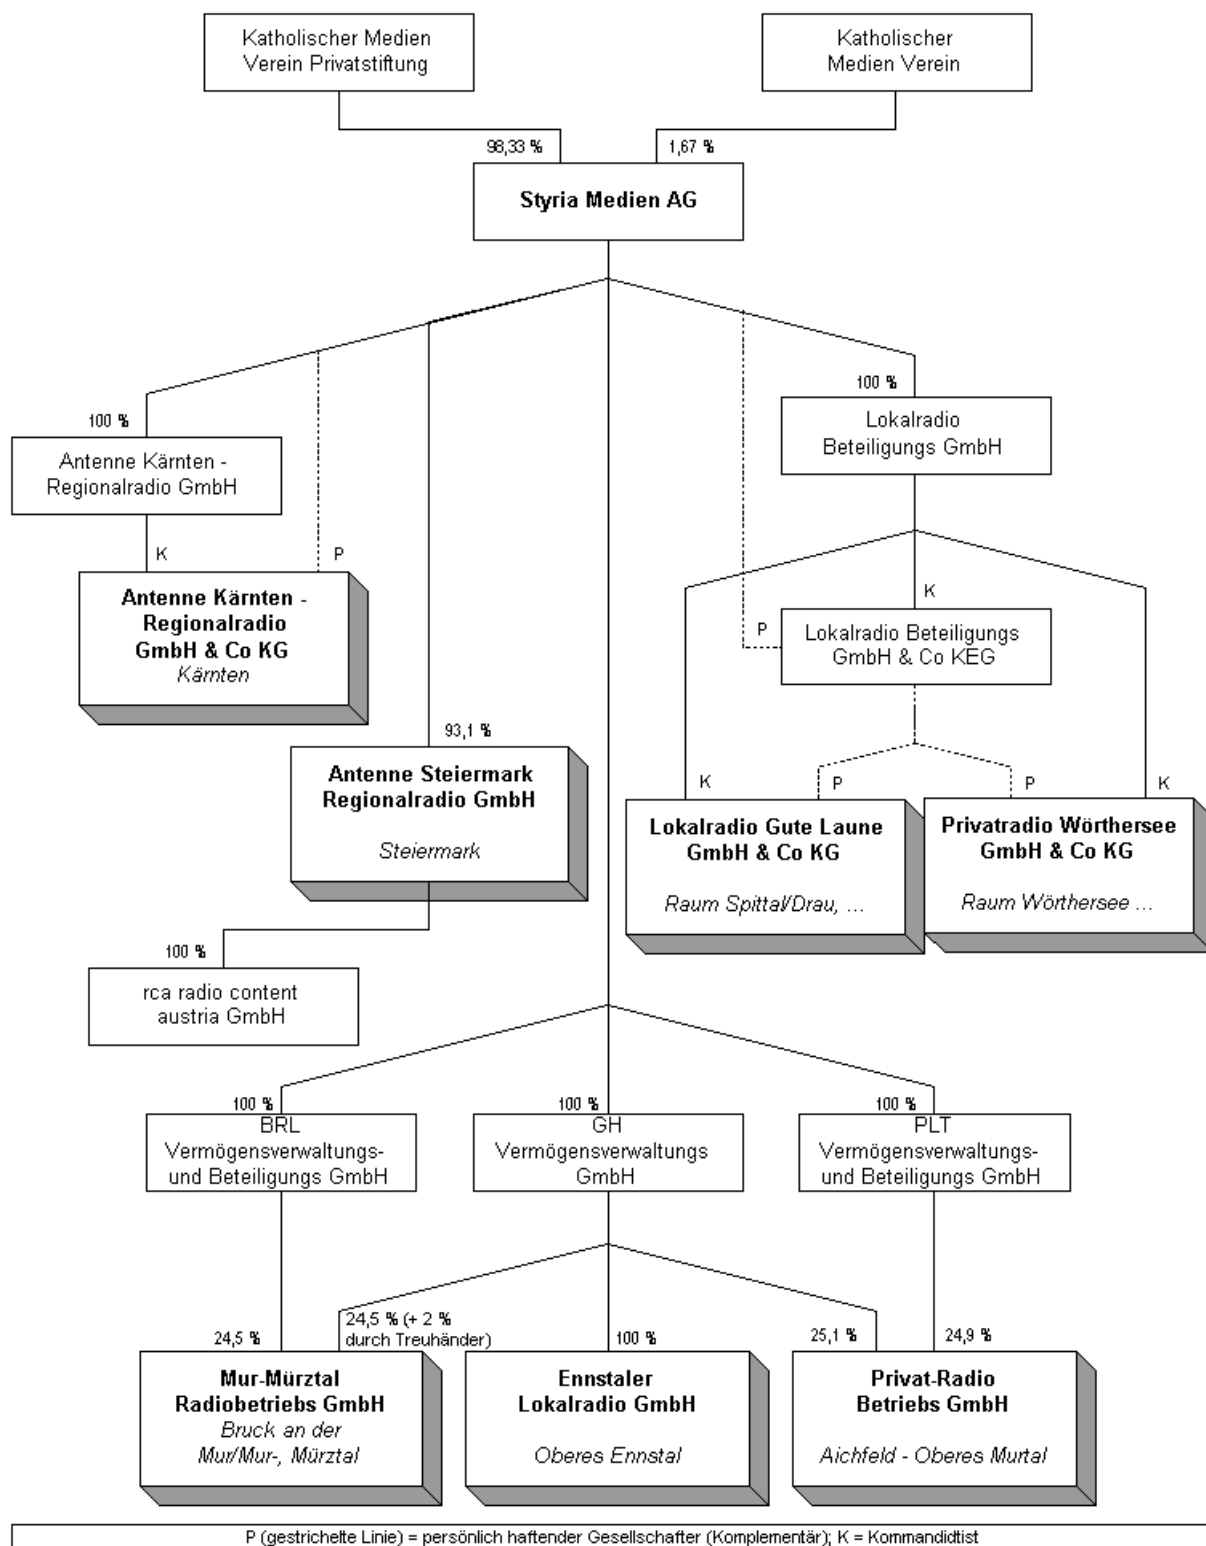 Katholischer Medien
Verein Privatstiftung
Katholischer
Medien Verein
98,33 %
1,67 %
Styria Medien AG
100 %
Antenne Kärnten -
Regionalradio GmbH
K
P
Antenne Kärnten -
Regionalradio
GmbH & Co KG
Kärnten
93,1 %
Antenne Steiermark
Regionalradio GmbH
Steiermark
100 %
rca radio content
austria GmbH
100 %
Lokalradio
Beteiligungs GmbH
K
P
Lokalradio Beteiligungs
GmbH & Co KEG
K
P
P
K
Lokalradio Gute Laune
GmbH & Co KG
Raum Spittal/Drau, ...
Privatradio Wörthersee
GmbH & Co KG
Raum Wörthersee ...
100 %
BRL
Vermögensverwaltungs-
und Beteiligungs GmbH
100 %
GH
Vermögensverwaltungs
GmbH
100 %
PLT
Vermögensverwaltungs-
und Beteiligungs GmbH
24,5 %
24,5 % (+ 2 %
durch Treuhänder)
100 %
25,1 %
24,9 %
Mur-Mürztal
Radiobetriebs GmbH
Bruck an der
Mur/Mur-, Mürztal
Ennstaler
Lokalradio GmbH
Oberes Ennstal
Privat-Radio
Betriebs GmbH
Aichfeld - Oberes Murtal
P (gestrichelte Linie) = persönlich haftender Gesellschafter (Komplementär); K = Kommandidtist